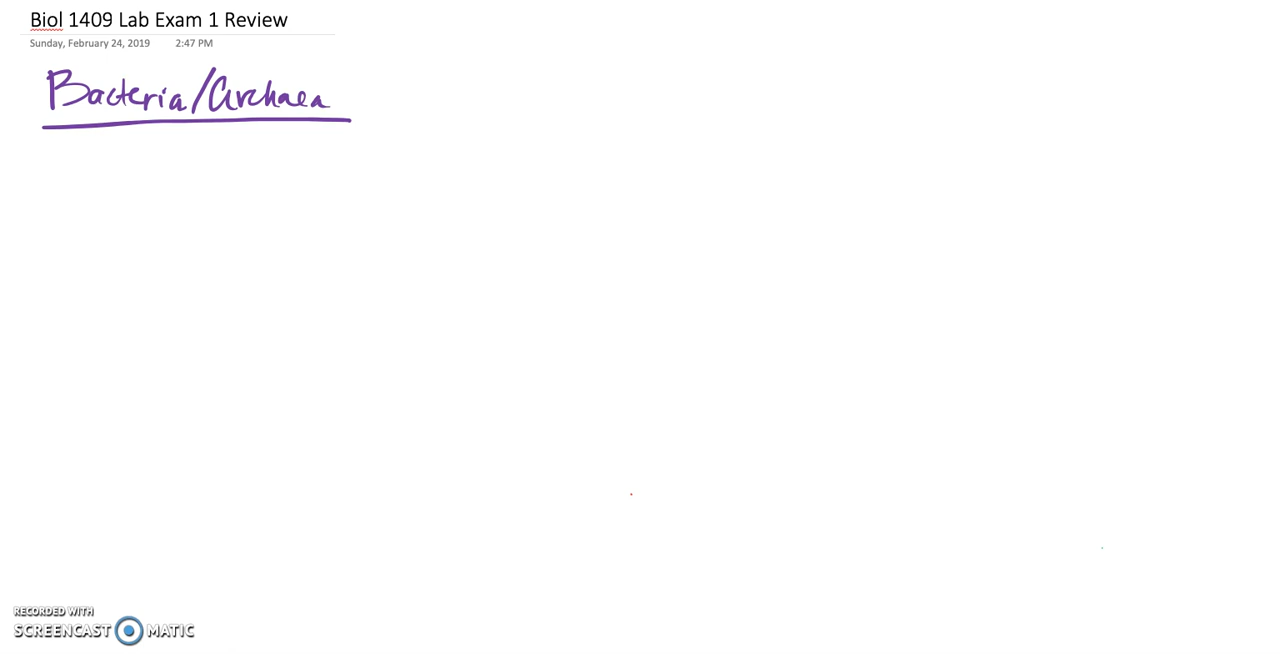 Biol 1409 Lab Exam 1 Review
Sunday, February 24, 2019 2:47 PM
Bacteria/Archaea
RECORDED WITH
SCREENCAST MATIC